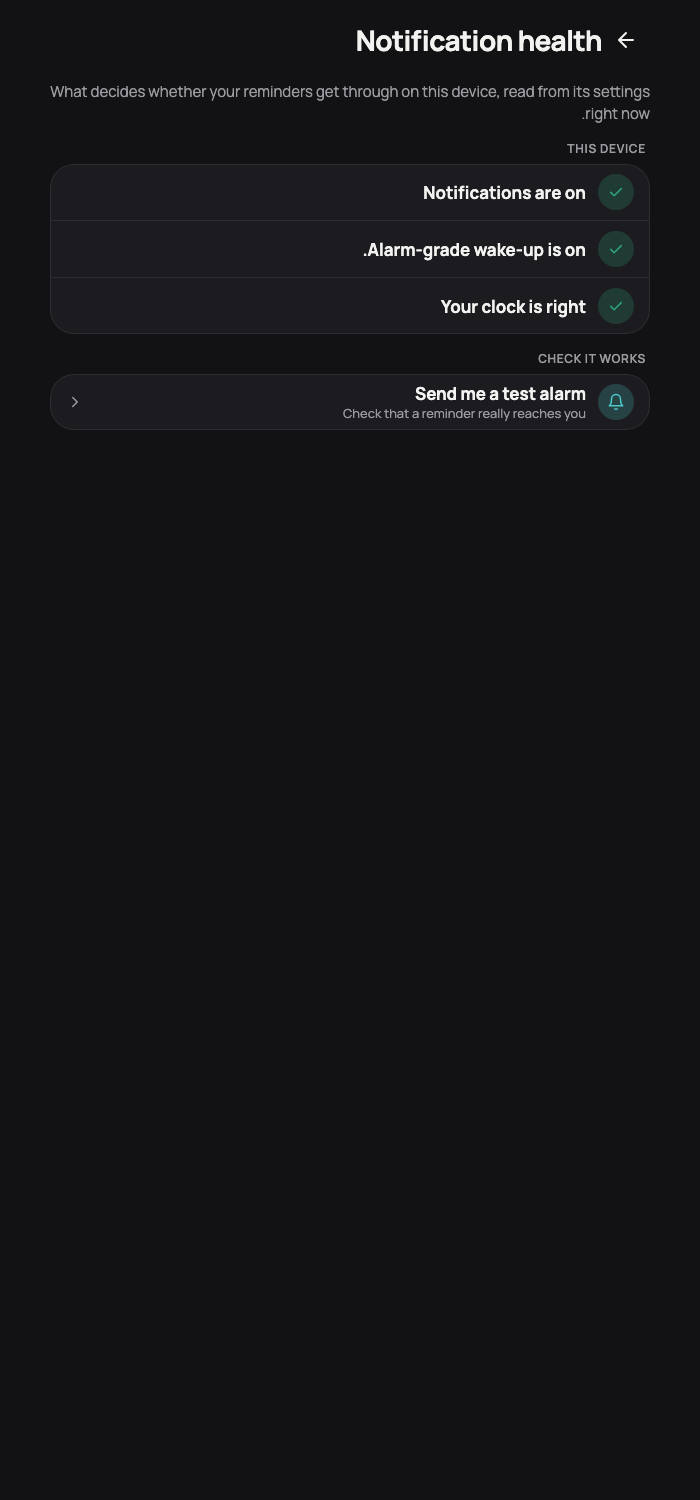 Notification health
What decides whether your reminders get through on this device, read from its settings
.right now
THIS DEVICE
Notifications are on
.Alarm-grade wake-up is on
Your clock is right
CHECK IT WORKS
Send me a test alarm
Check that a reminder really reaches you